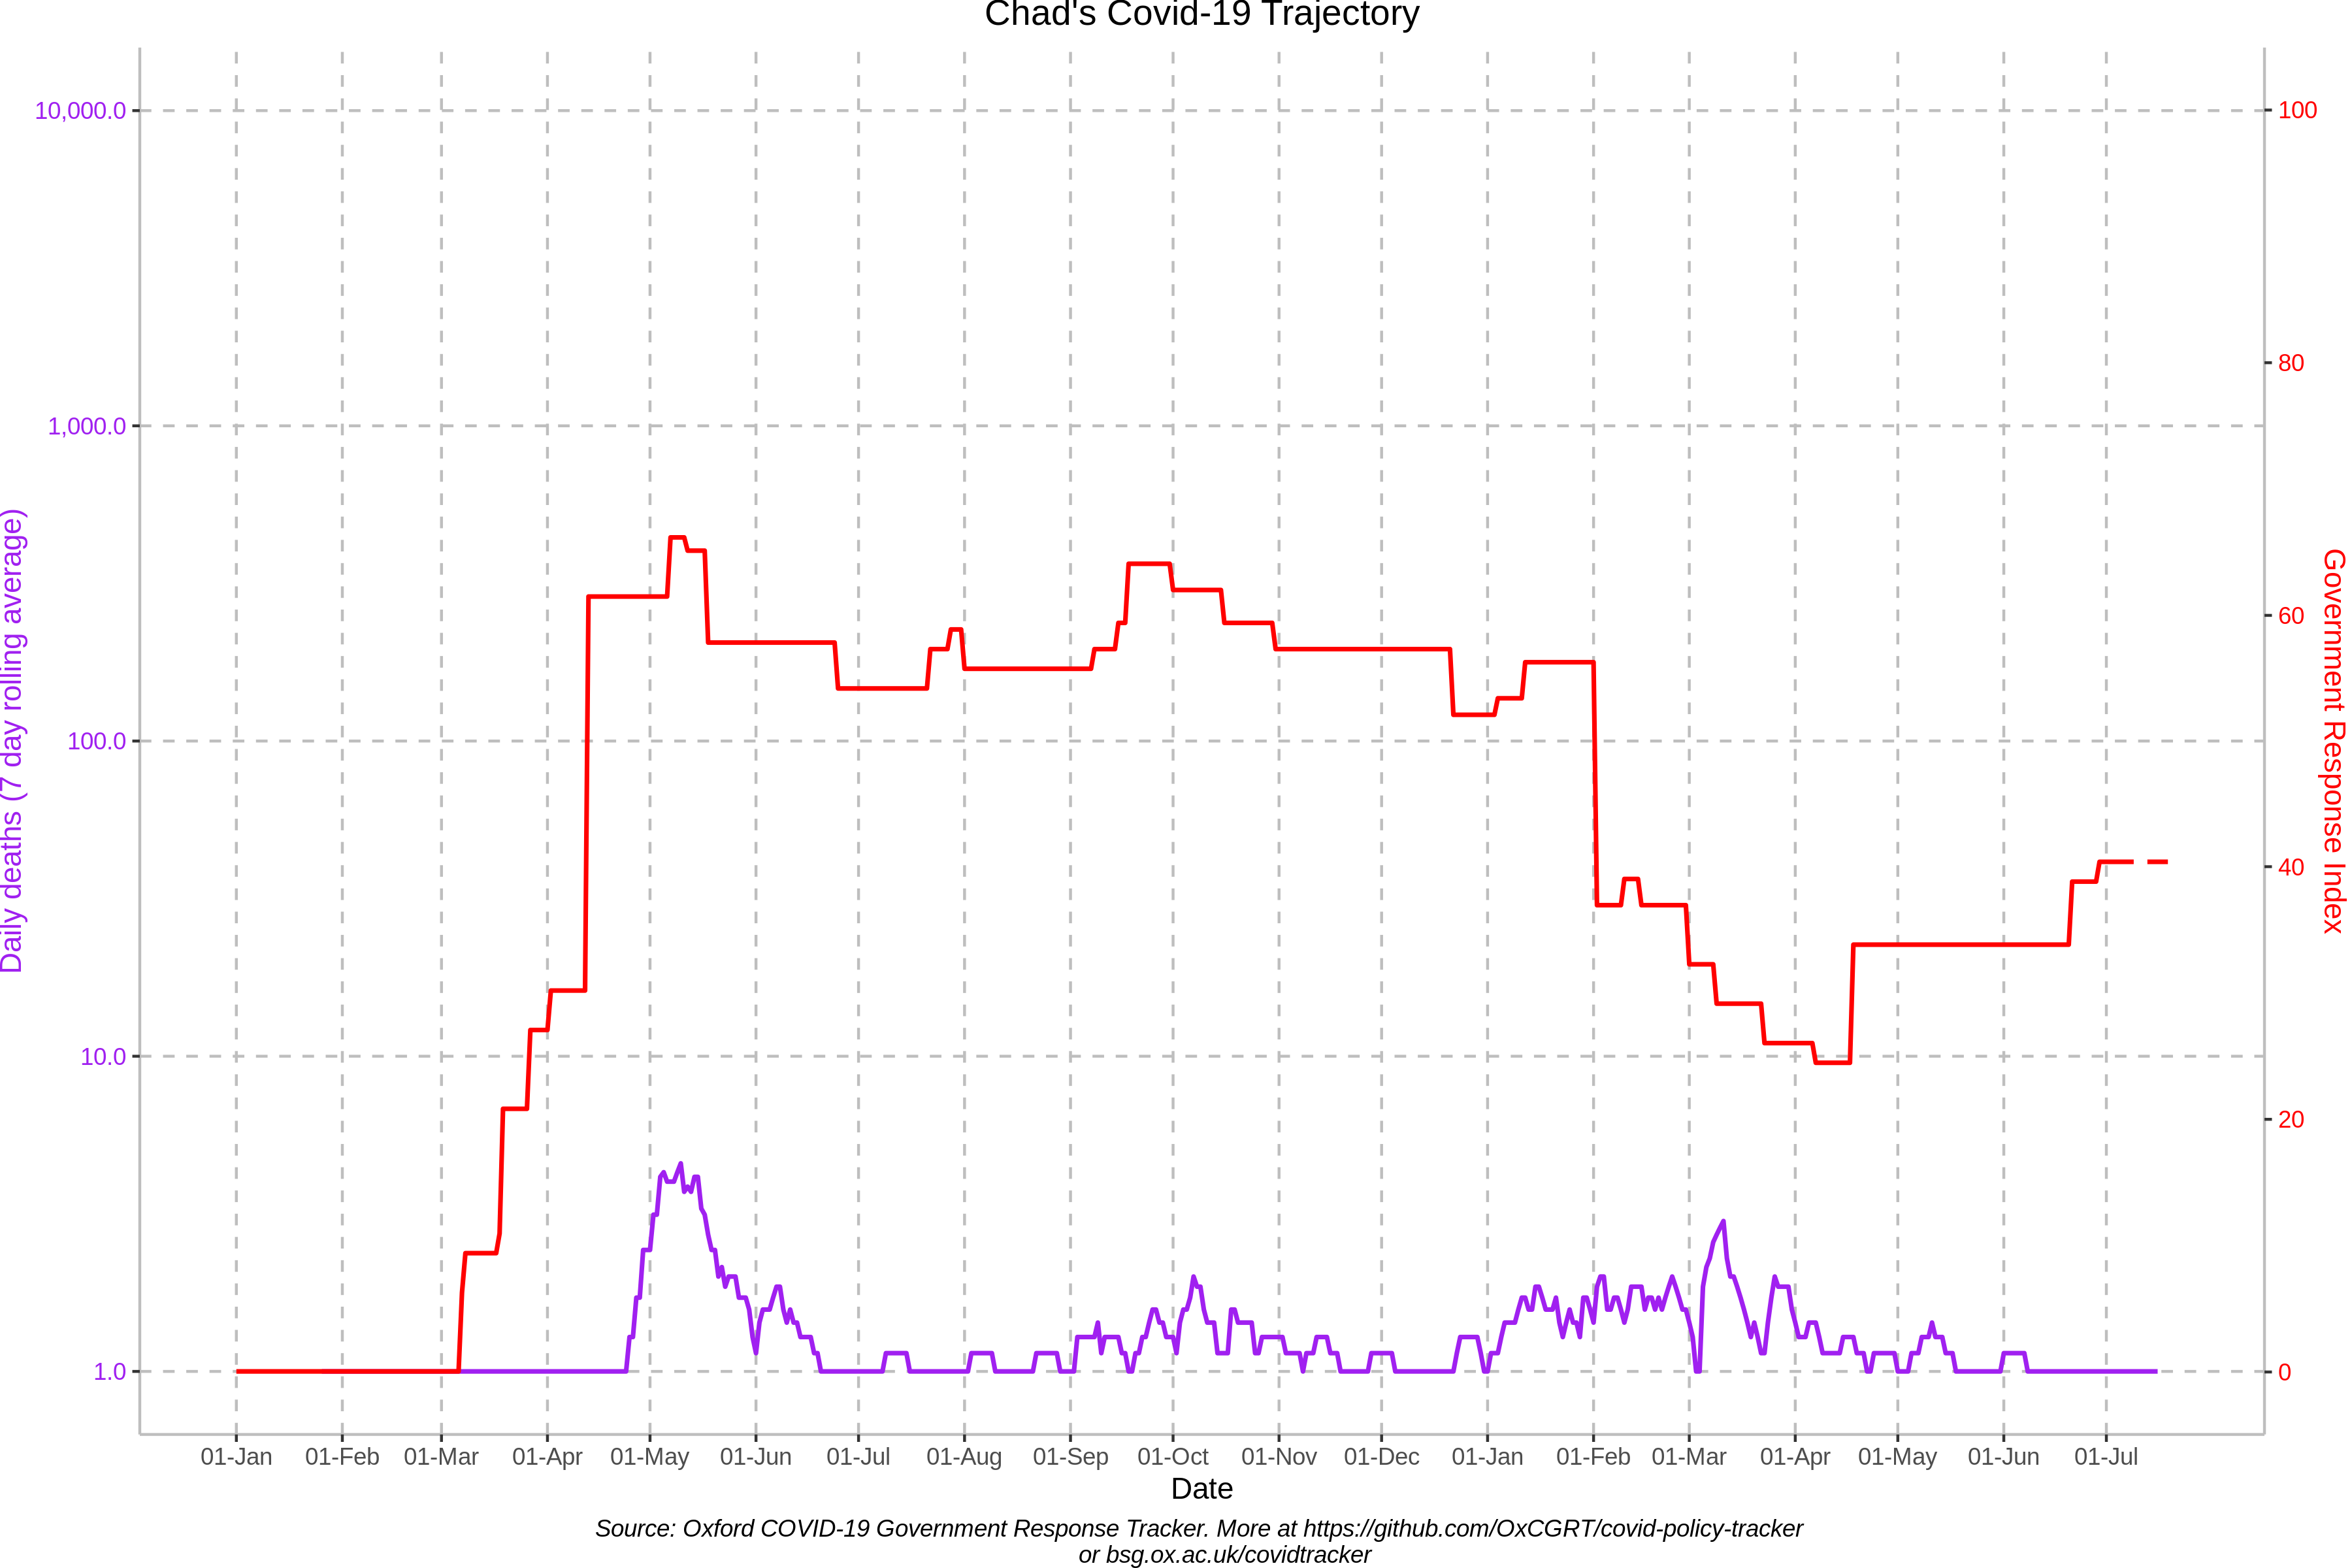 Chad's Covid-19 Trajectory
10,000.0
1,000.0
100.0
10.0
1.0
Daily deaths (7 day rolling average)
100
80
60
40
20
0
Government Response Index
01-Jan 01-Feb 01-Mar 01-Apr 01-May 01-Jun 01-Jul 01-Aug 01-Sep 01-Oct 01-Nov 01-Dec 01-Jan 01-Feb 01-Mar 01-Apr 01-May 01-Jun 01-Jul
Date
Source: Oxford COVID-19 Government Response Tracker. More at https://github.com/OxCGRT/covid-policy-tracker
or bsg.ox.ac.uk/covidtracker